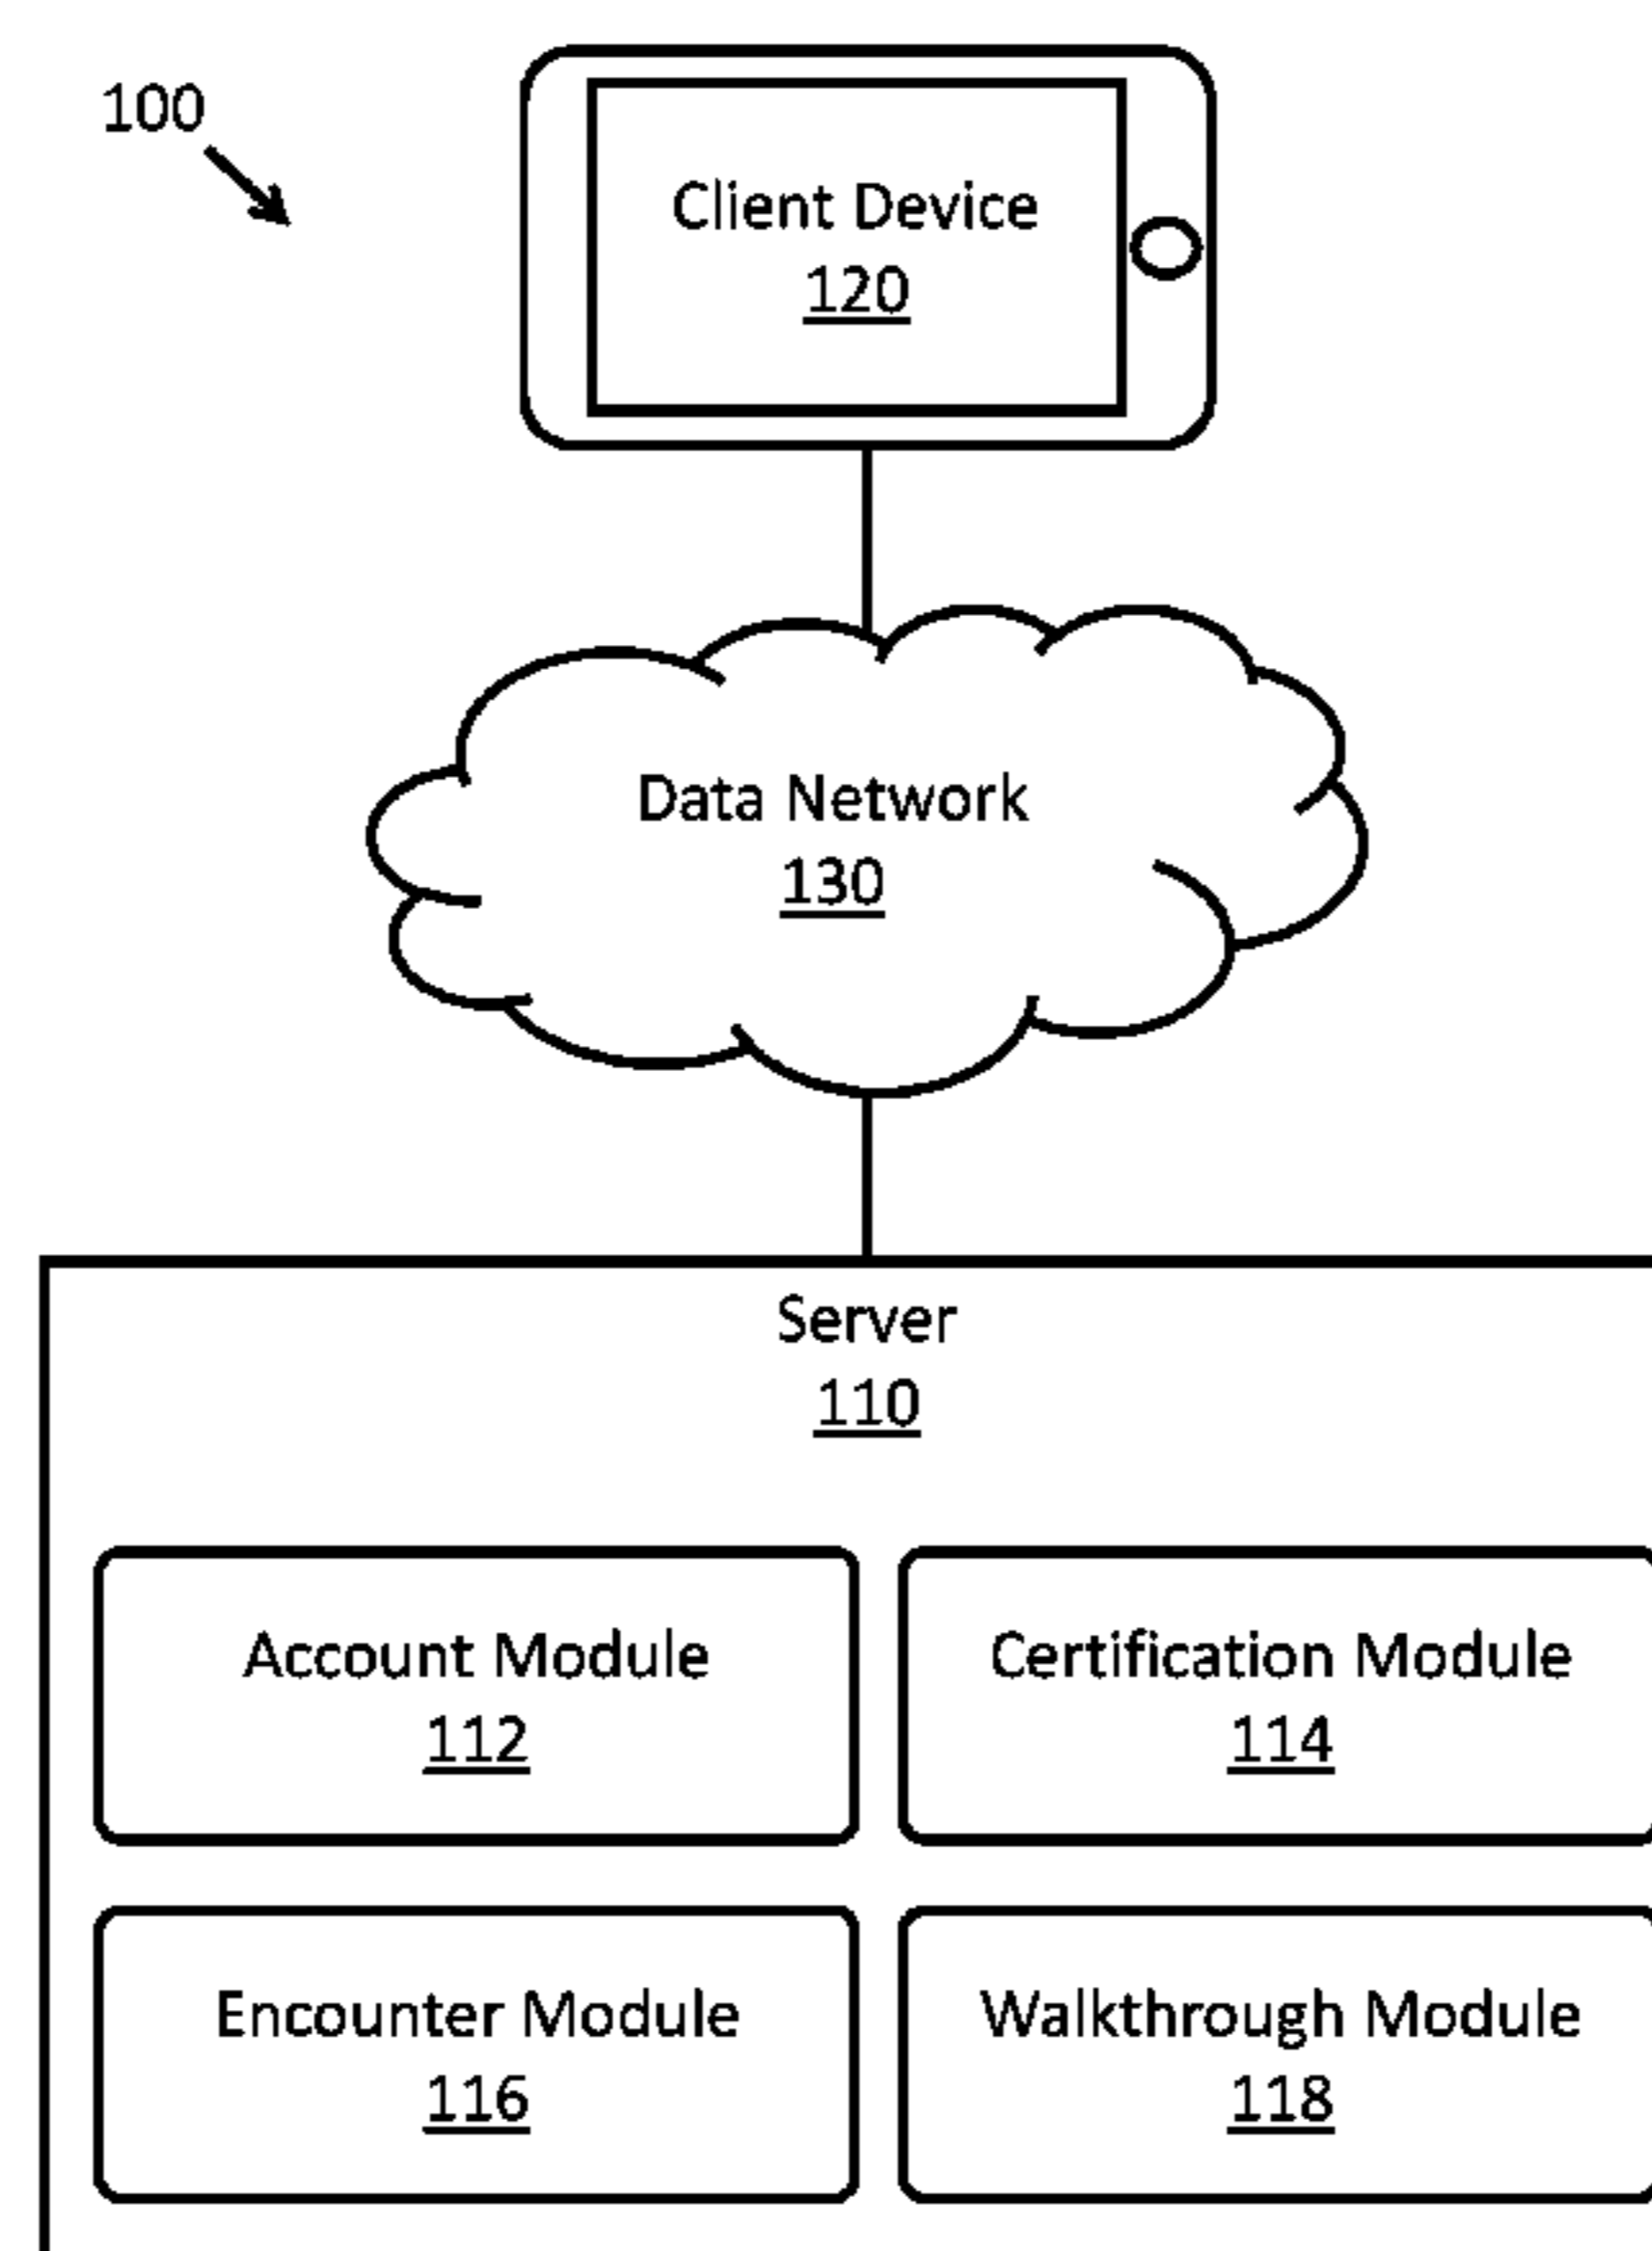 100
Client Device
120
Data Network
130
Server
110
Account Module
112
Certification Module
114
Encounter Module
116
Walkthrough Module
118